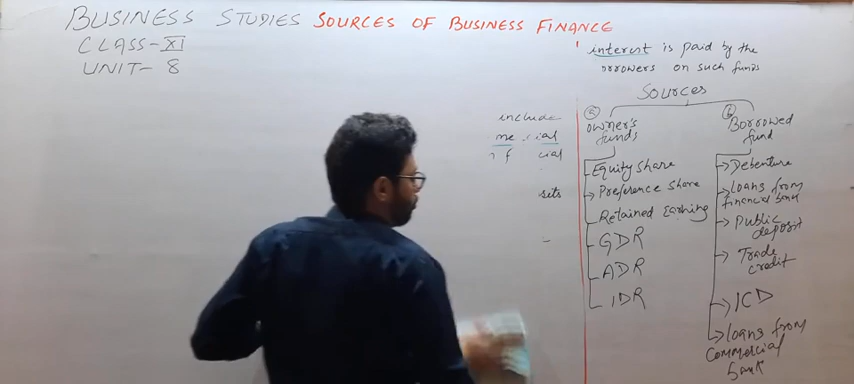 BUSINESS STUDIES SOURCES OF BUSINESS FINANCE
CLASS-XI
UNIT-8
include
cial
cial
sets
interest is paid by the
orrowers on such funds
Sources
(a) owner's funds
Equity share
Preference share
Retained Earning
GDR
ADR
IDR
(b) Borrowed
fund
Debenture
Loans from
financial bank
Public
deposit
Trade
credit
ICD
loans from
commercial
bank